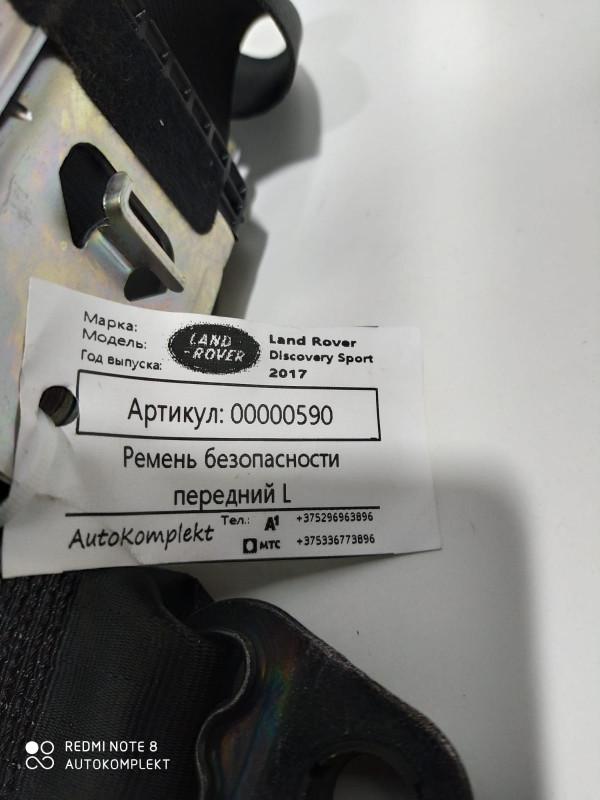 Марка:
Модель:
Год выпуска:
LAND
-ROVER
Land Rover
Discovery Sport
2017
Артикул: 00000590
Ремень безопасности
передний L
AutoKomplekt
Тел.: A1 +375296963896
МТС +375336773896
REDMI NOTE 8
AUTOKOMPLEKT